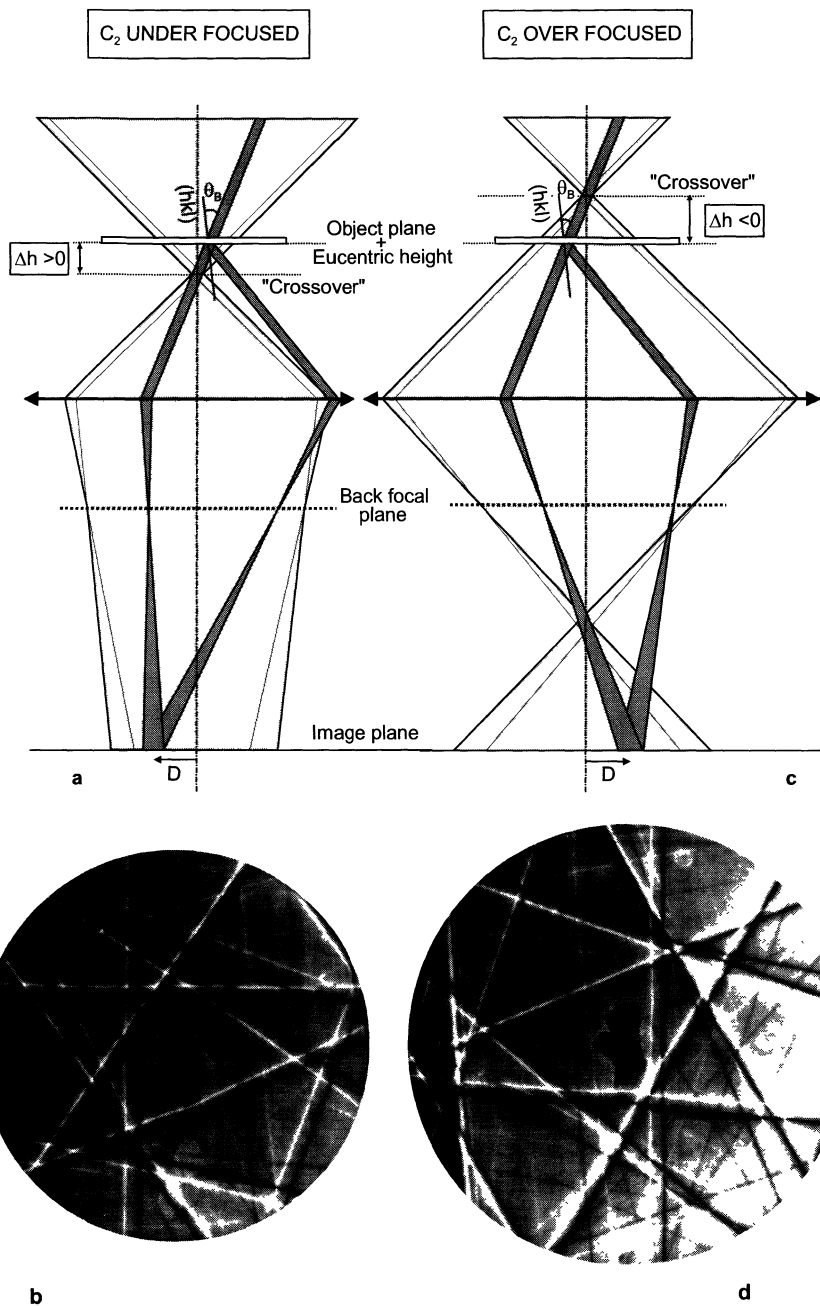 C₂ UNDER FOCUSED
C₂ OVER FOCUSED
θB
(hkl)
Δh >0
Object plane
+
Eucentric height
"Crossover"
θB
(hkl)
"Crossover"
Δh <0
Back focal
plane
Image plane
D
D
a
c
b
d